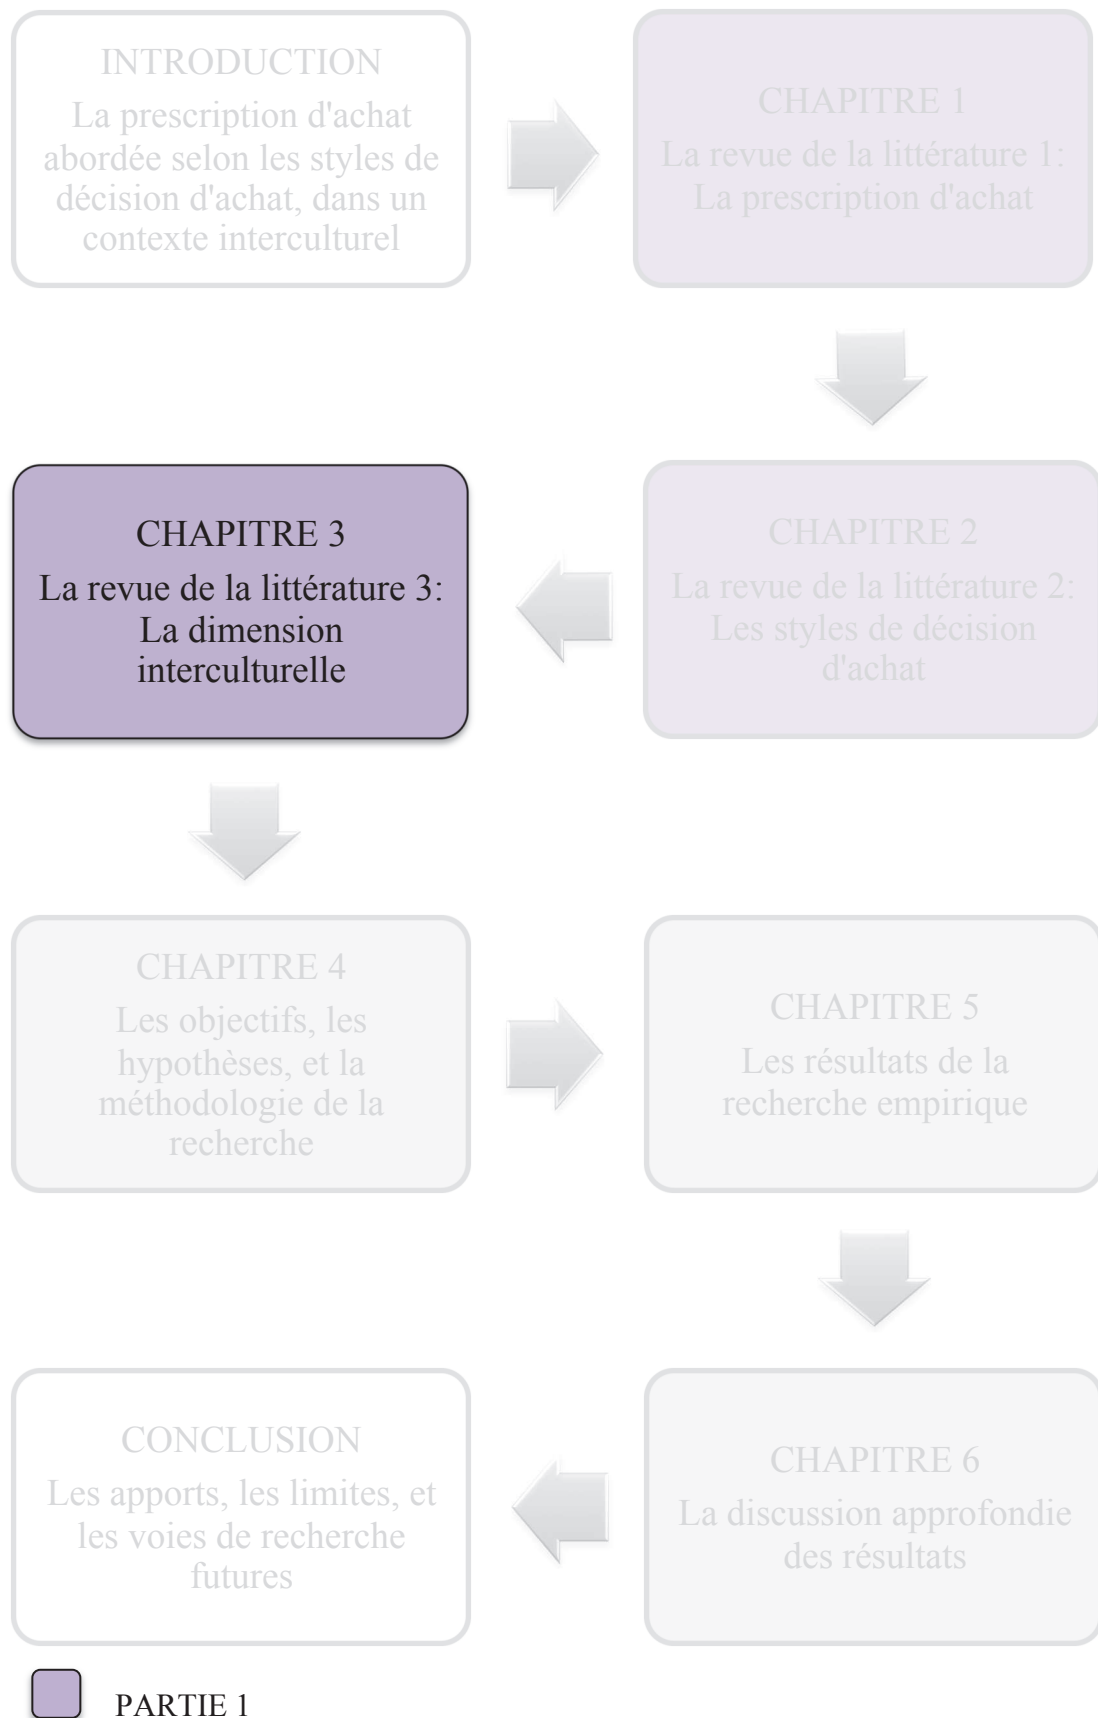 INTRODUCTION
La prescription d'achat
abordée selon les styles de
décision d'achat, dans un
contexte interculturel
CHAPITRE 1
La revue de la littérature 1:
La prescription d'achat
CHAPITRE 2
La revue de la littérature 2:
Les styles de décision
d'achat
CHAPITRE 3
La revue de la littérature 3:
La dimension
interculturelle
CHAPITRE 4
Les objectifs, les
hypothèses, et la
méthodologie de la
recherche
CHAPITRE 5
Les résultats de la
recherche empirique
CHAPITRE 6
La discussion approfondie
des résultats
CONCLUSION
Les apports, les limites, et
les voies de recherche
futures
PARTIE 1